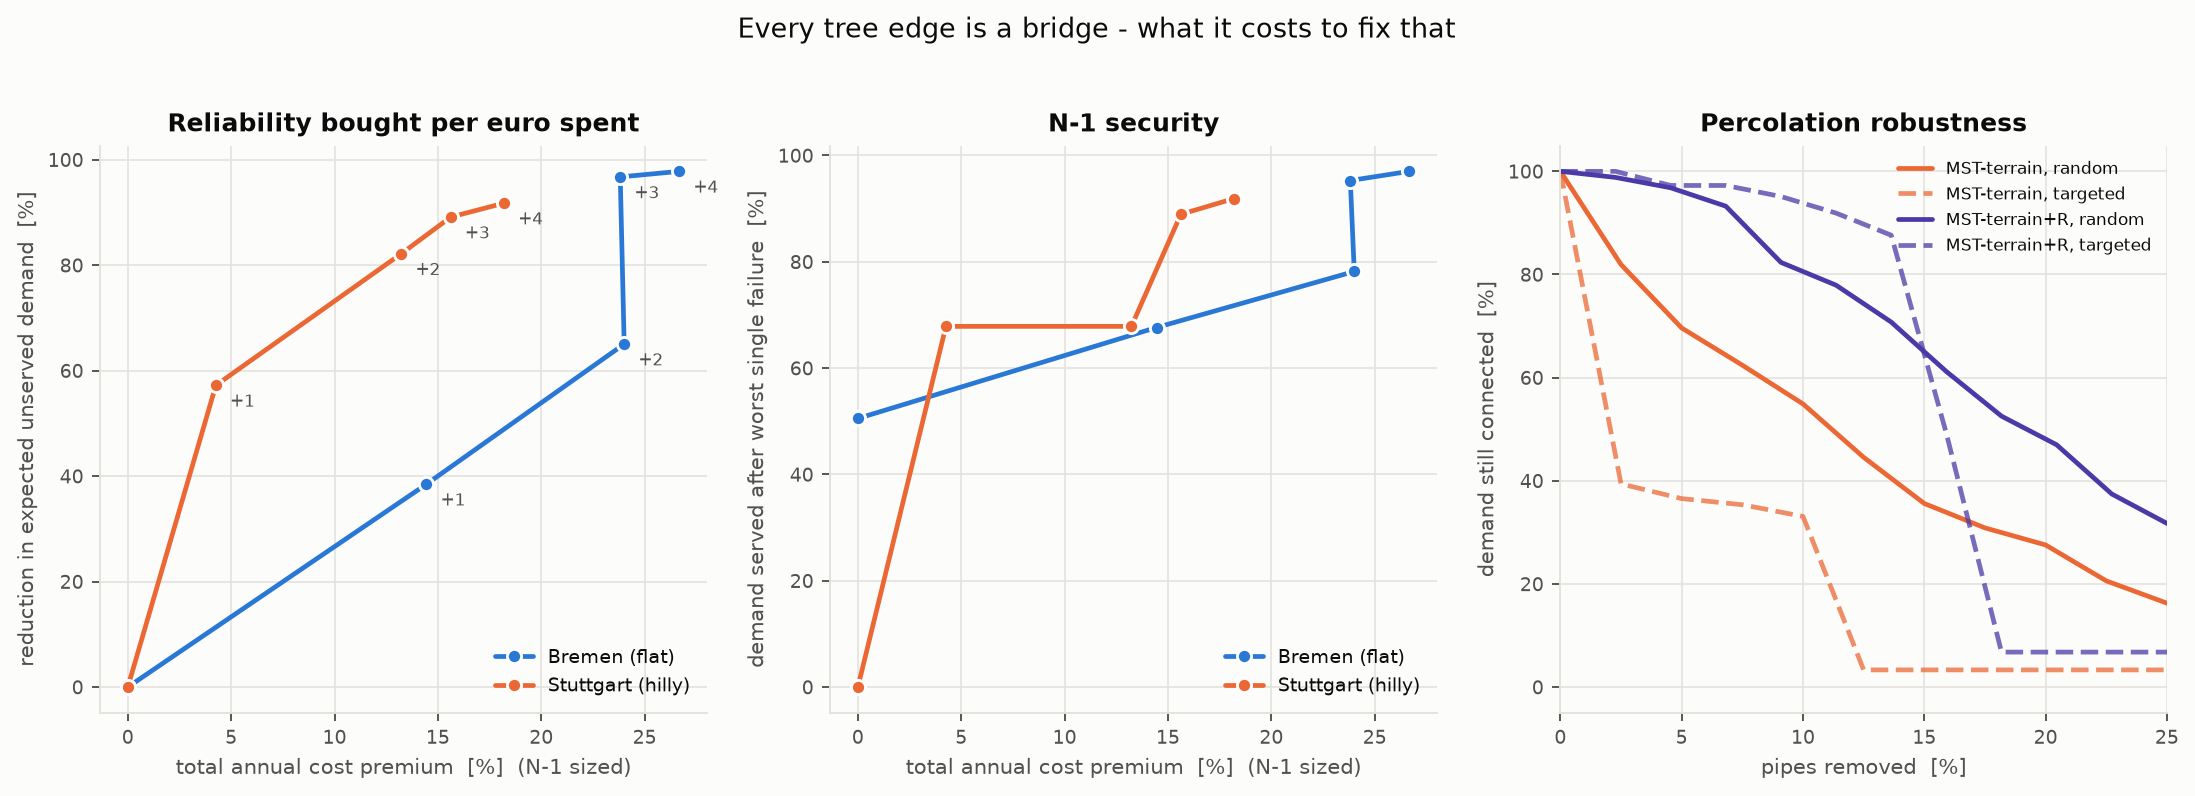 Every tree edge is a bridge - what it costs to fix that
Reliability bought per euro spent
reduction in expected unserved demand [%]
100
80
60
40
20
0
+1
+2
+3
+4
+1
+2
+3
+4
Bremen (flat)
Stuttgart (hilly)
0 5 10 15 20 25
total annual cost premium [%] (N-1 sized)
N-1 security
demand served after worst single failure [%]
100
80
60
40
20
0
Bremen (flat)
Stuttgart (hilly)
0 5 10 15 20 25
total annual cost premium [%] (N-1 sized)
Percolation robustness
demand still connected [%]
100
80
60
40
20
0
MST-terrain, random
MST-terrain, targeted
MST-terrain+R, random
MST-terrain+R, targeted
0 5 10 15 20 25
pipes removed [%]